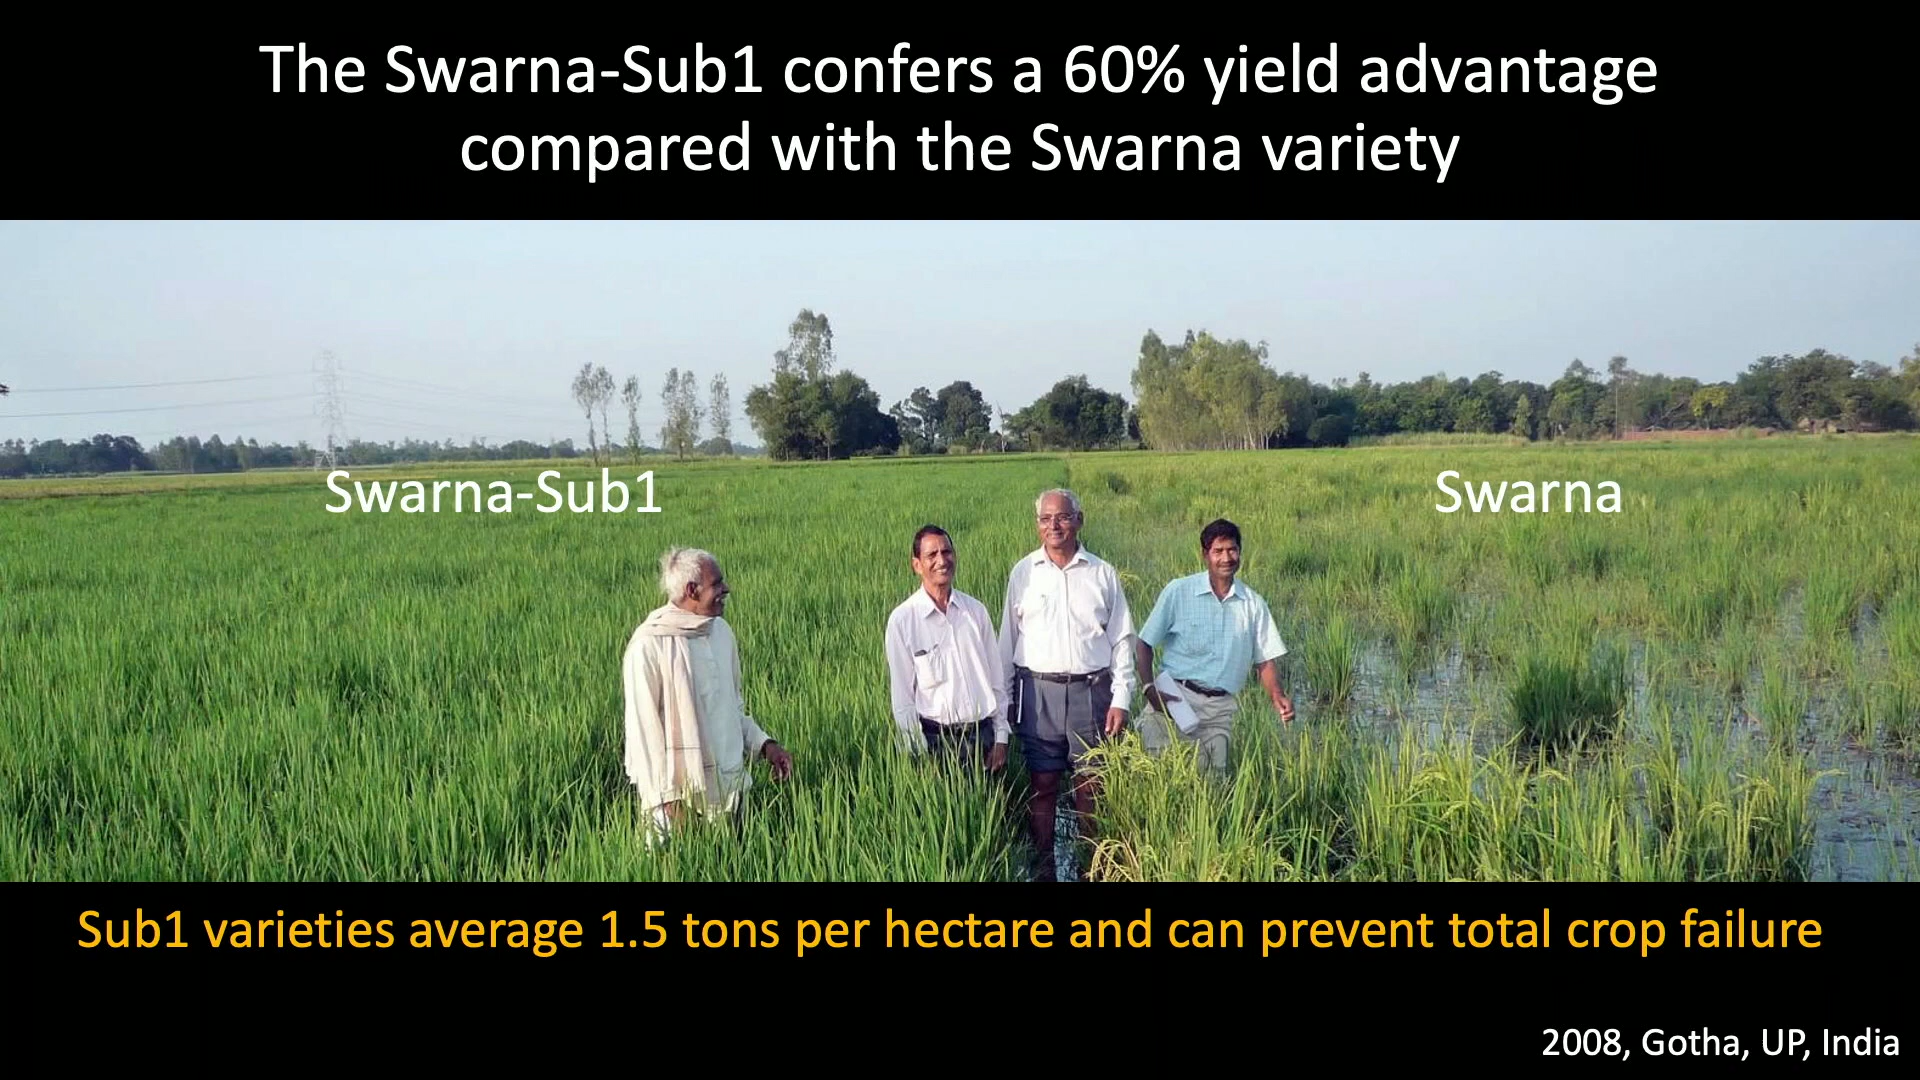 The Swarna-Sub1 confers a 60% yield advantage
compared with the Swarna variety
Swarna-Sub1
Swarna
Sub1 varieties average 1.5 tons per hectare and can prevent total crop failure
2008, Gotha, UP, India